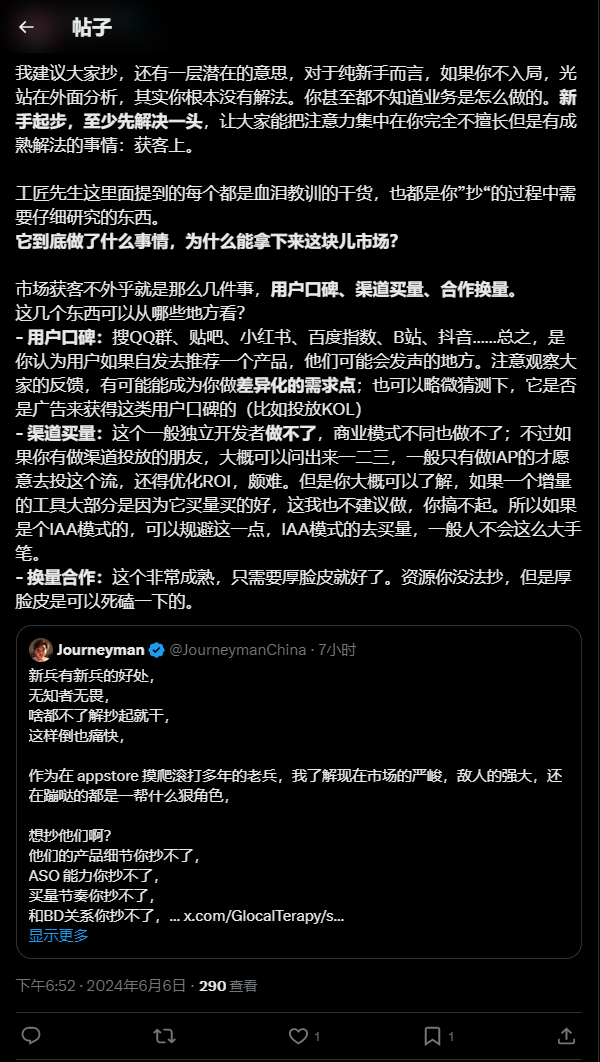 帖子
我建议大家抄，还有一层潜在的意思，对于纯新手而言，如果你不入局，光
站在外面分析，其实你根本没有解法。你甚至都不知道业务是怎么做的。新
手起步，至少先解决一头，让大家能把注意力集中在你完全不擅长但是有成
熟解法的事情：获客上。
工匠先生这里面提到的每个都是血泪教训的干货，也都是你”抄“的过程中需
要仔细研究的东西。
它到底做了什么事情，为什么能拿下来这块儿市场？
市场获客不外乎就是那么几件事，用户口碑、渠道买量、合作换量。
这几个东西可以从哪些地方看？
- 用户口碑：搜QQ群、贴吧、小红书、百度指数、B站、抖音......总之，是
你认为用户如果自发去推荐一个产品，他们可能会发声的地方。注意观察大
家的反馈，有可能能成为你做差异化的需求点；也可以略微猜测下，它是否
是广告来获得这类用户口碑的（比如投放KOL）
- 渠道买量：这个一般独立开发者做不了，商业模式不同也做不了；不过如
果你有做渠道投放的朋友，大概可以问出来一二三，一般只有做IAP的才愿
意去投这个流，还得优化ROI，颇难。但是你大概可以了解，如果一个增量
的工具大部分是因为它买量买的好，这我也不建议做，你搞不起。所以如果
是个IAA模式的，可以规避这一点，IAA模式的去买量，一般人不会这么大手
笔。
- 换量合作：这个非常成熟，只需要厚脸皮就好了。资源你没法抄，但是厚
脸皮是可以死磕一下的。
Journeyman @JourneymanChina · 7小时
新兵有新兵的好处，
无知者无畏，
啥都不了解抄起就干，
这样倒也痛快，
作为在 appstore 摸爬滚打多年的老兵，我了解现在市场的严峻，敌人的强大，还
在蹦哒的都是一帮什么狠角色，
想抄他们啊？
他们的产品细节你抄不了，
ASO 能力你抄不了，
买量节奏你抄不了，
和BD关系你抄不了，... x.com/GlocalTerapy/s...
显示更多
下午6:52 · 2024年6月6日 · 290 查看
1 1